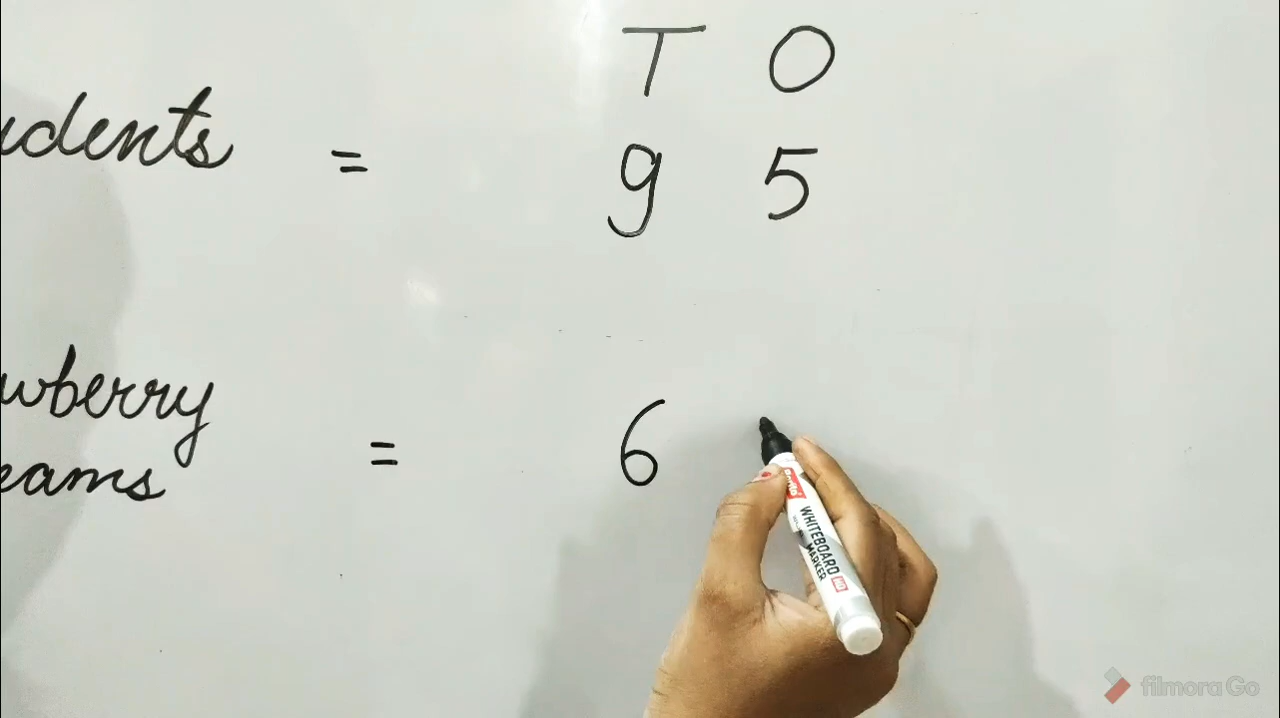 T O
udents = 9 5
wberry
= 6
eams
WHITEBOARD
MARKER
filmora Go